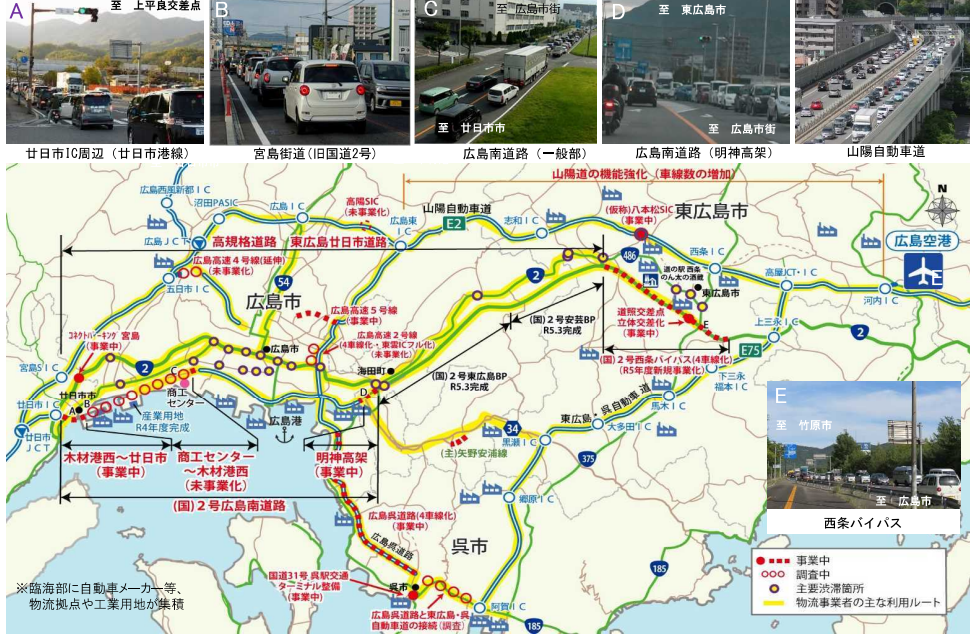 A
至 上平良交差点
B
C
至 広島市街
至 廿日市市
D
至 東広島市
至 広島市街
廿日市IC周辺（廿日市港線）
宮島街道（旧国道2号）
広島南道路（一般部）
広島南道路（明神高架）
山陽自動車道
山陽道の機能強化（車線数の増加）
広島西風新都ＩＣ
沼田PASIC
広島ＩＣ
高陽SIC
（未事業化）
広島東
ＩＣ
山陽自動車道
E2
志和ＩＣ
（仮称）八本松SIC
（事業中）
東広島市
N
広島空港
E
広島ＪＣＴ
高規格道路 東広島廿日市道路
広島高速４号線(延伸)
（未事業化）
五日市ＩＣ
54
広島市
2
486
道の駅 西条
のん太の酒蔵
東広島市
西条ＩＣ
高屋JCT・ＩＣ
河内ＩＣ
広島高速５号線
（事業中）
広島高速２号線
（4車線化・東雲Cフル化）
（未事業化）
（国）２号安芸BP
R5.3完成
道照交差点
立体交差化
（事業中）
E
上三永ＩＣ
2
E75
コネクトパーキング 宮島
（事業中）
2
広島市
海田町
（国）２号東広島BP
R5.3完成
（国）２号西条バイパス(4車線化)
（R5年度新規事業化）
宮島ＳＩＣ
廿日市市
C
商工
センター
D
下三永
福本ＩＣ
廿日市ＩＣ
A
B
産業用地
R4年度完成
広島港
馬木ＩＣ
東広島・呉自動車道
大多田ＩＣ
34
黒瀬ＩＣ
（主）矢野安浦線
375
廿日市
ＪＣＴ
木材港西～廿日市
（事業中）
商工センター
～木材港西
（未事業化）
明神高架
（事業中）
（国）２号広島南道路
郷原ＩＣ
広島呉道路(4車線化)
（事業中）
広島呉道路
呉市
E
至 竹原市
至 広島市
西条バイパス
国道31号 呉駅交通
ターミナル整備
（事業中）
呉市
広島呉道路と東広島・呉
自動車道の接続（調査）
阿賀ＩＣ
185
185
※臨海部に自動車メーカー等、
物流拠点や工業用地が集積
事業中
調査中
主要渋滞箇所
物流事業者の主な利用ルート